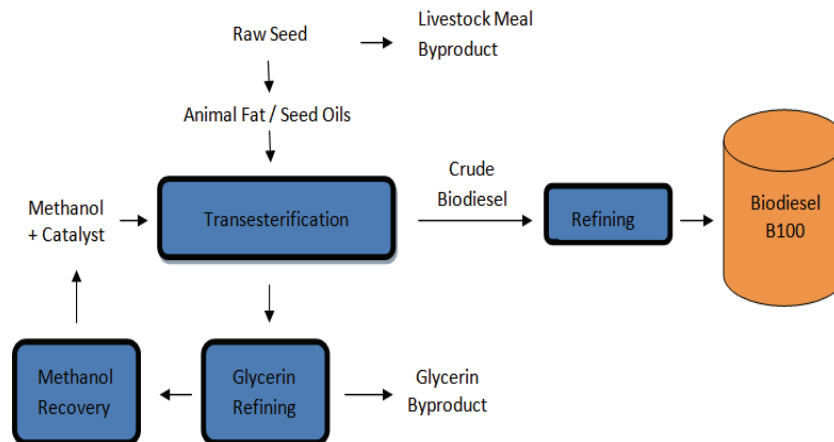 Raw Seed
Livestock Meal
Byproduct
Animal Fat / Seed Oils
Methanol
+ Catalyst
Transesterification
Crude
Biodiesel
Refining
Biodiesel
B100
Methanol
Recovery
Glycerin
Refining
Glycerin
Byproduct